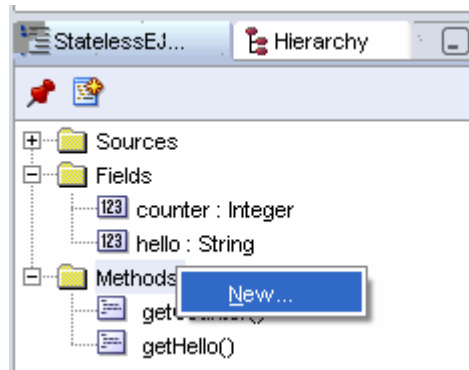 StatelessEJ... Hierarchy
Sources
Fields
123 counter : Integer
123 hello : String
Methods
New...
getHello()